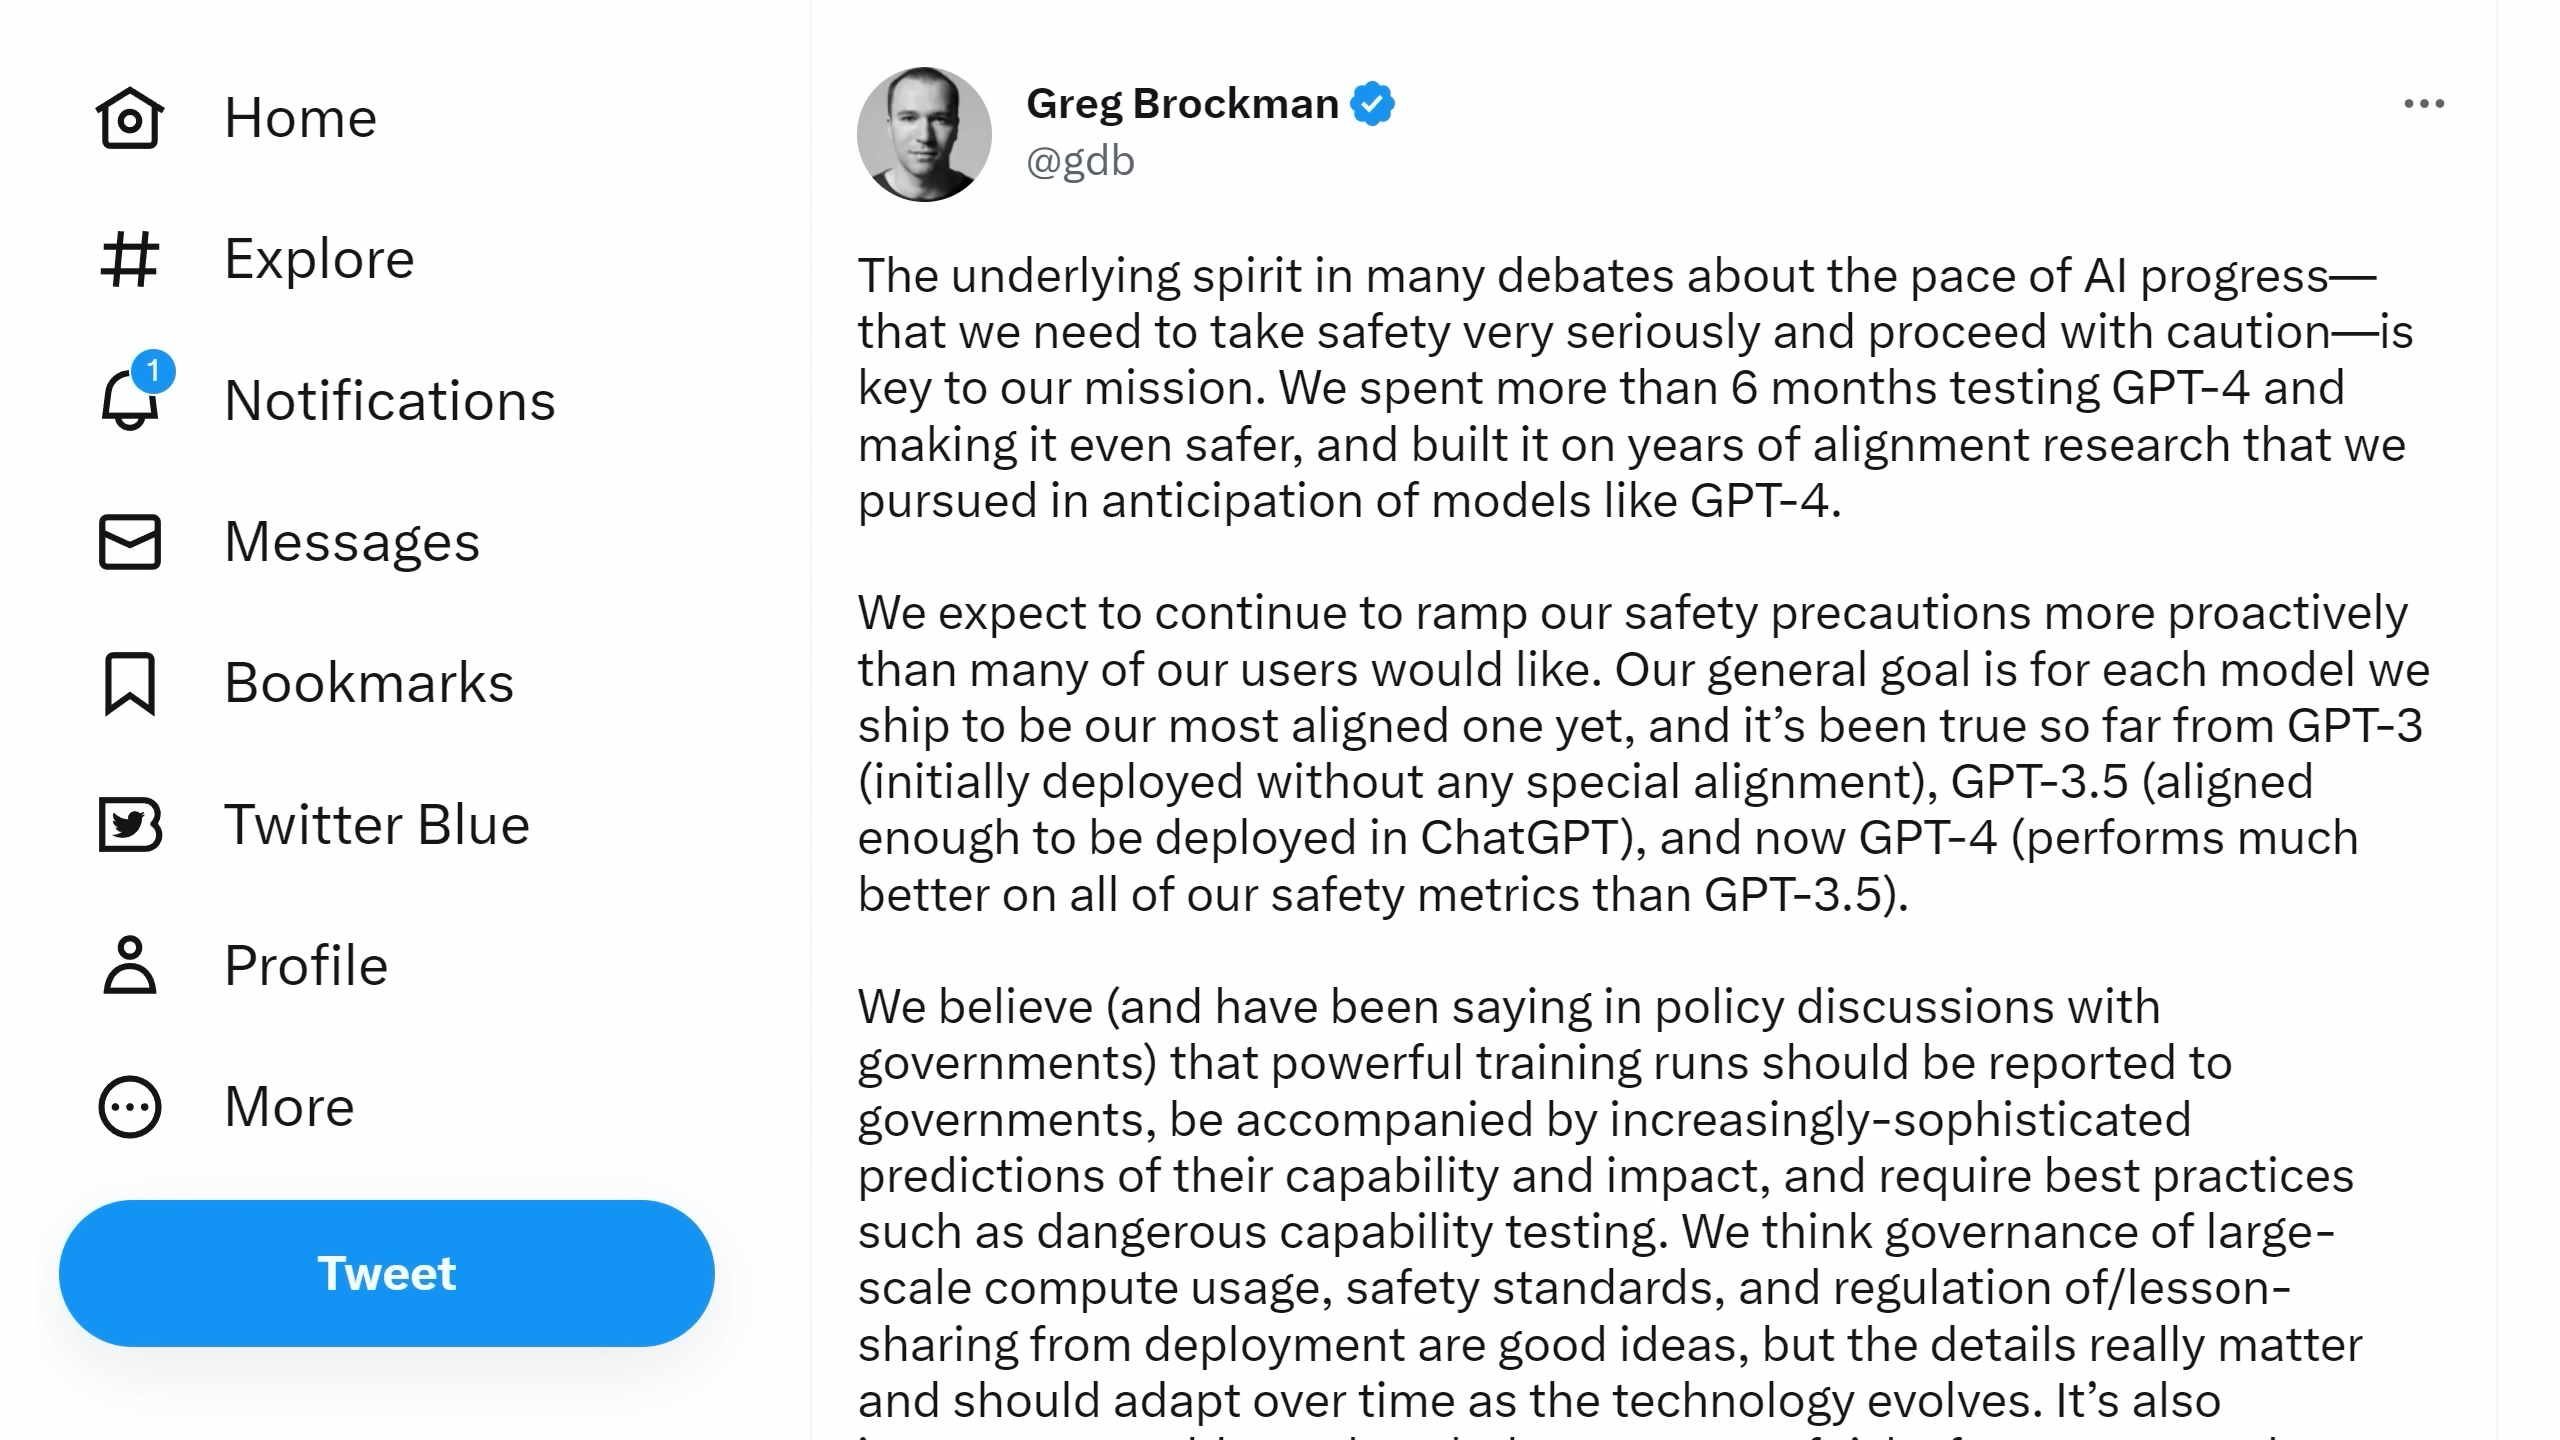 Home
Explore
1
Notifications
Messages
Bookmarks
Twitter Blue
Profile
More
Tweet
Greg Brockman
@gdb
The underlying spirit in many debates about the pace of AI progress—
that we need to take safety very seriously and proceed with caution—is
key to our mission. We spent more than 6 months testing GPT-4 and
making it even safer, and built it on years of alignment research that we
pursued in anticipation of models like GPT-4.
We expect to continue to ramp our safety precautions more proactively
than many of our users would like. Our general goal is for each model we
ship to be our most aligned one yet, and it’s been true so far from GPT-3
(initially deployed without any special alignment), GPT-3.5 (aligned
enough to be deployed in ChatGPT), and now GPT-4 (performs much
better on all of our safety metrics than GPT-3.5).
We believe (and have been saying in policy discussions with
governments) that powerful training runs should be reported to
governments, be accompanied by increasingly-sophisticated
predictions of their capability and impact, and require best practices
such as dangerous capability testing. We think governance of large-
scale compute usage, safety standards, and regulation of/lesson-
sharing from deployment are good ideas, but the details really matter
and should adapt over time as the technology evolves. It’s also